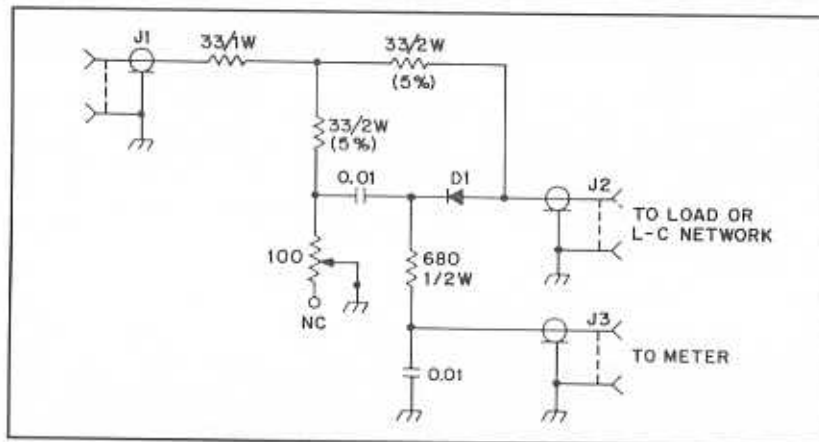 J1
33/1W
33/2W
(5%)
33/2W
(5%)
0.01
D1
J2
TO LOAD OR
L-C NETWORK
100
680
1/2W
NC
J3
TO METER
0.01